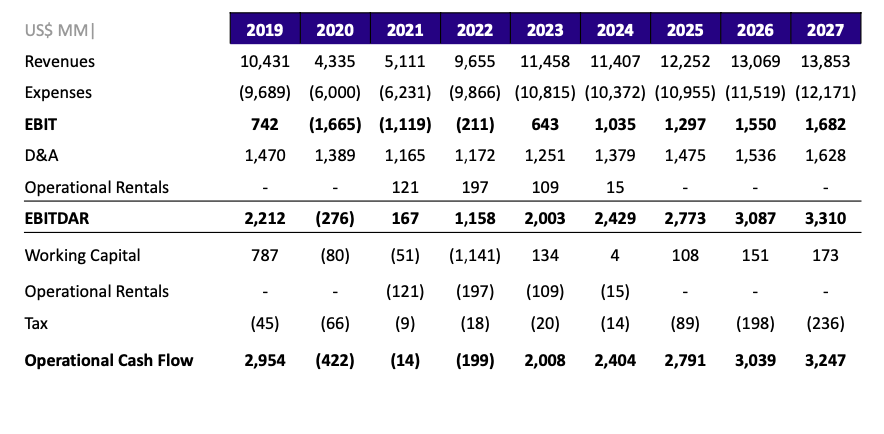 US$ MM| 2019 2020 2021 2022 2023 2024 2025 2026 2027
Revenues 10,431 4,335 5,111 9,655 11,458 11,407 12,252 13,069 13,853
Expenses (9,689) (6,000) (6,231) (9,866) (10,815) (10,372) (10,955) (11,519) (12,171)
EBIT 742 (1,665) (1,119) (211) 643 1,035 1,297 1,550 1,682
D&A 1,470 1,389 1,165 1,172 1,251 1,379 1,475 1,536 1,628
Operational Rentals - - 121 197 109 15 - - -
EBITDAR 2,212 (276) 167 1,158 2,003 2,429 2,773 3,087 3,310
Working Capital 787 (80) (51) (1,141) 134 4 108 151 173
Operational Rentals - - (121) (197) (109) (15) - - -
Tax (45) (66) (9) (18) (20) (14) (89) (198) (236)
Operational Cash Flow 2,954 (422) (14) (199) 2,008 2,404 2,791 3,039 3,247